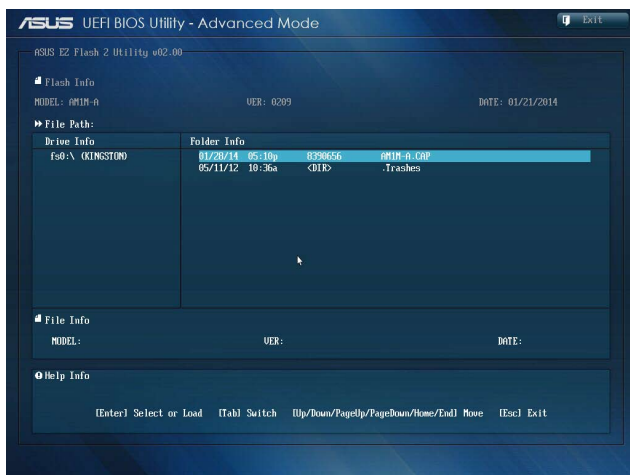 ASUS UEFI BIOS Utility - Advanced Mode
Exit
ASUS EZ Flash 2 Utility v02.00
Flash Info
MODEL: AM1M-A VER: 0209 DATE: 01/21/2014
File Path:
Drive Info Folder Info
fs0:\ (KINGSTON) 01/28/14 05:10p 8390656 AM1M-A.CAP
05/11/12 10:36a <DIR> .Trashes
File Info
MODEL: VER: DATE:
Help Info
[Enter] Select or Load [Tab] Switch [Up/Down/PageUp/PageDown/Home/End] Move [Esc] Exit